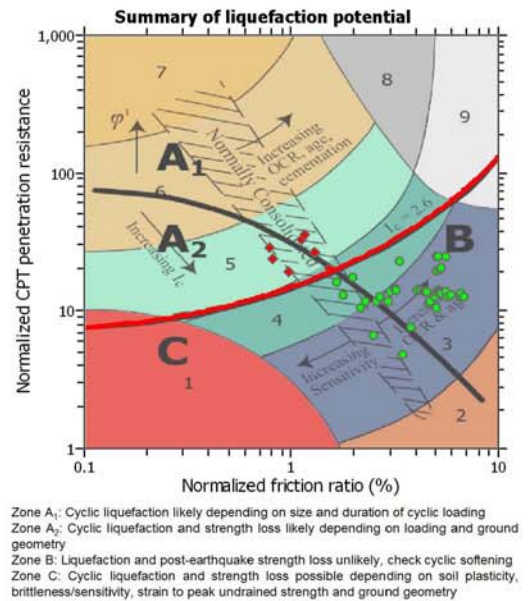 Summary of liquefaction potential
1,000
100
10
1
0.1
1
10
Normalized CPT penetration resistance
Normalized friction ratio (%)
7
8
9
φ'
A1
6
A2
Increasing Ic
5
Normally Consolidated
Increasing
OCR, age,
cementation
Ic = 2.6
B
4
C
1
Increasing
OCR & age
Increasing
Sensitivity
3
2
Zone A1: Cyclic liquefaction likely depending on size and duration of cyclic loading
Zone A2: Cyclic liquefaction and strength loss likely depending on loading and ground
geometry
Zone B: Liquefaction and post-earthquake strength loss unlikely, check cyclic softening
Zone C: Cyclic liquefaction and strength loss possible depending on soil plasticity,
brittleness/sensitivity, strain to peak undrained strength and ground geometry